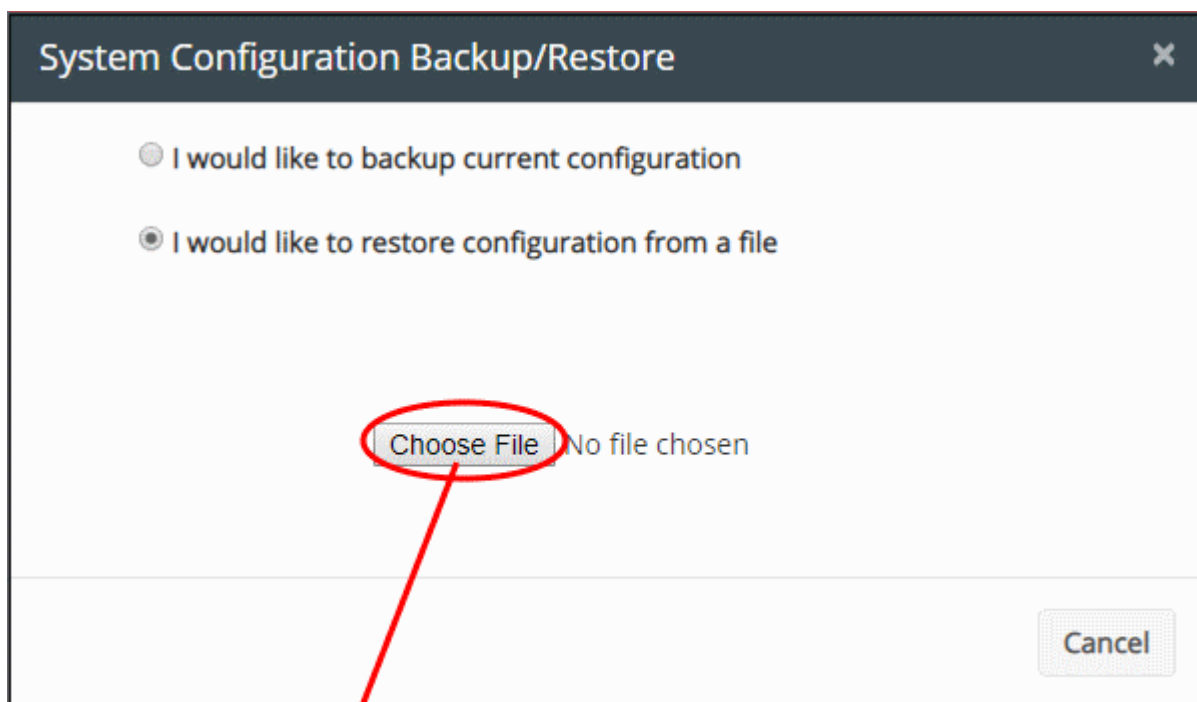 System Configuration Backup/Restore
I would like to backup current configuration
I would like to restore configuration from a file
Choose File No file chosen
Cancel